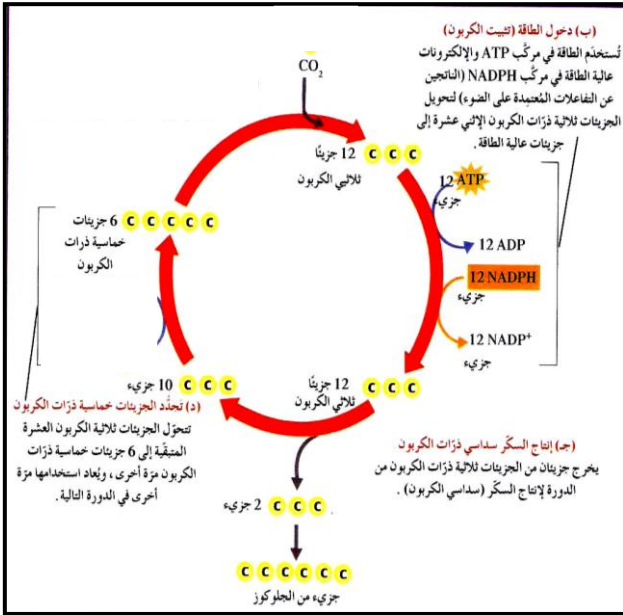 (ب) دخول الطاقة (تثبيت الكربون)
تُستخدَم الطاقة في مركَّب ATP والإلكترونات
عالية الطاقة في مركَّب NADPH (الناتجين
عن التفاعلات المُعتمِدة على الضوء) لتحويل
الجزيئات ثلاثية ذرّات الكربون الإثني عشرة إلى
جزيئات عالية الطاقة.
CO2
12 جزيئًا C C C
ثلاثي الكربون
12 ATP
جزيء
12 ADP
12 NADPH
جزيء
12 NADP+
جزيء
C C C C C 6 جزيئات
خماسية ذرات
الكربون
C C C 10 جزيء
12 جزيئًا C C C
ثلاثي الكربون
(جـ) إنتاج السكّر سداسي ذرّات الكربون
يخرج جزيئان من الجزيئات ثلاثية ذرّات الكربون من
الدورة لإنتاج السكّر (سداسي الكربون).
(د) تجدُّد الجزيئات خماسية ذرّات الكربون
تتحوّل الجزيئات ثلاثية الكربون العشرة
المتبقّية إلى 6 جزيئات خماسية ذرّات
الكربون مرّة أخرى، ويُعاد استخدامها مرّة
أخرى في الدورة التالية.
C C C 2 جزيء
C C C C C C
جزيء من الجلوكوز